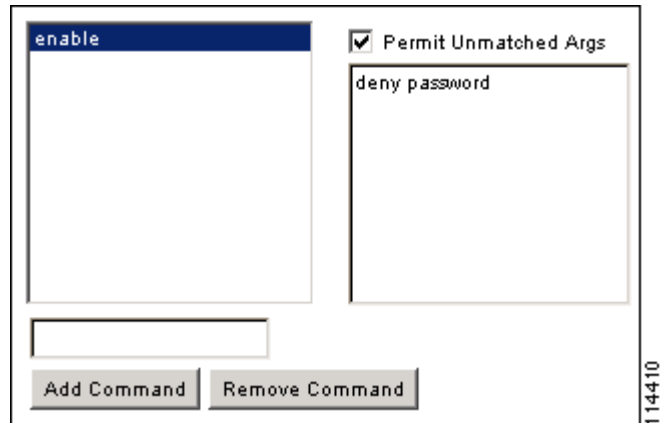 enable
Permit Unmatched Args
deny password
Add Command
Remove Command
114410